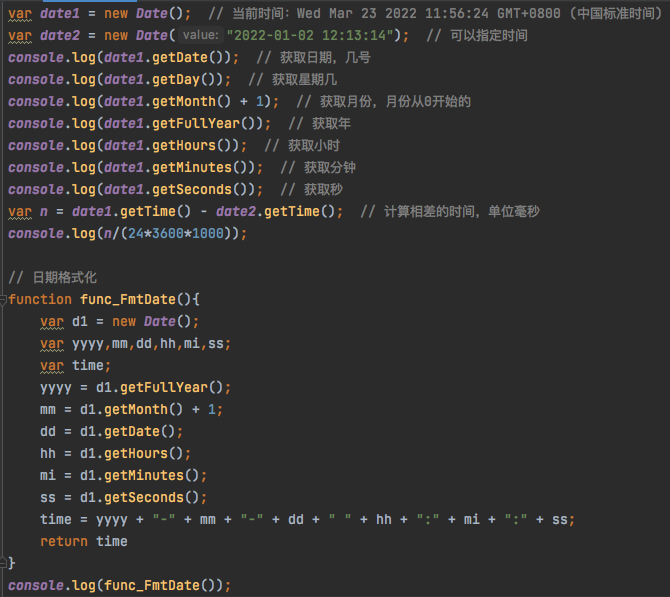 var date1 = new Date();  // 当前时间：Wed Mar 23 2022 11:56:24 GMT+0800 (中国标准时间)
var date2 = new Date( value: "2022-01-02 12:13:14");  // 可以指定时间
console.log(date1.getDate());  // 获取日期，几号
console.log(date1.getDay());  // 获取星期几
console.log(date1.getMonth() + 1);  // 获取月份，月份从0开始的
console.log(date1.getFullYear());  // 获取年
console.log(date1.getHours());  // 获取小时
console.log(date1.getMinutes());  // 获取分钟
console.log(date1.getSeconds());  // 获取秒
var n = date1.getTime() - date2.getTime();  // 计算相差的时间，单位毫秒
console.log(n/(24*3600*1000));
// 日期格式化
function func_FmtDate(){
    var d1 = new Date();
    var yyyy,mm,dd,hh,mi,ss;
    var time;
    yyyy = d1.getFullYear();
    mm = d1.getMonth() + 1;
    dd = d1.getDate();
    hh = d1.getHours();
    mi = d1.getMinutes();
    ss = d1.getSeconds();
    time = yyyy + "-" + mm + "-" + dd + " " + hh + ":" + mi + ":" + ss;
    return time
}
console.log(func_FmtDate());